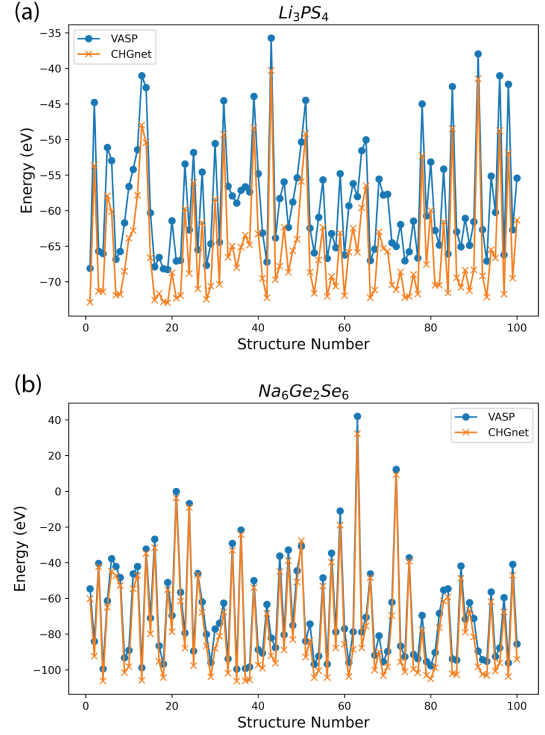 (a)
Li₃PS₄
−35
−40
−45
−50
−55
−60
−65
−70
Energy (eV)
VASP
CHGnet
0 20 40 60 80 100
Structure Number
(b)
Na₆Ge₂Se₆
40
20
0
−20
−40
−60
−80
−100
Energy (eV)
VASP
CHGnet
0 20 40 60 80 100
Structure Number